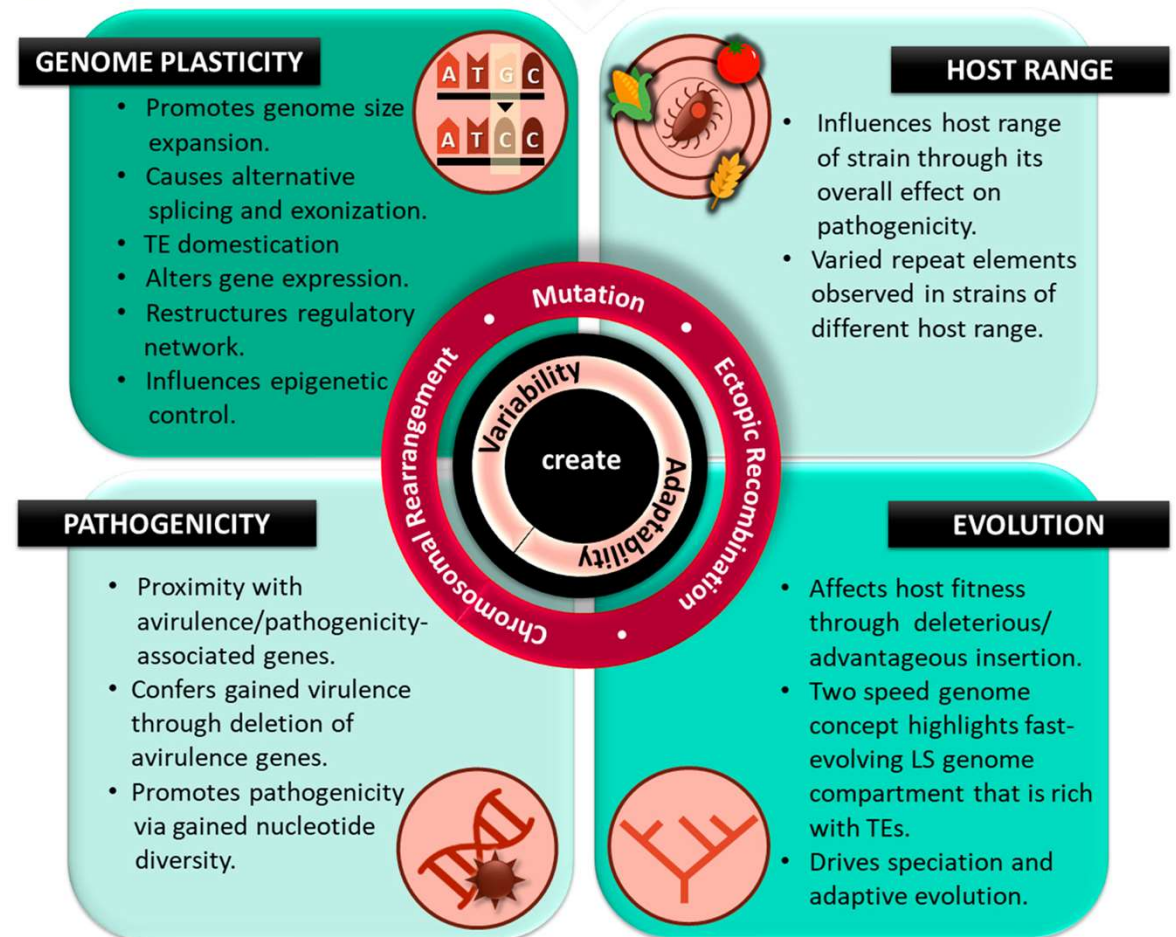 GENOME PLASTICITY
• Promotes genome size
expansion.
• Causes alternative
splicing and exonization.
• TE domestication
• Alters gene expression.
• Restructures regulatory
network.
• Influences epigenetic
control.
A T G C
A T C C
HOST RANGE
• Influences host range
of strain through its
overall effect on
pathogenicity.
• Varied repeat elements
observed in strains of
different host range.
Mutation
•
Ectopic Recombination
•
Chromosomal Rearrangement
•
Variability
Adaptability
create
PATHOGENICITY
• Proximity with
avirulence/pathogenicity-
associated genes.
• Confers gained virulence
through deletion of
avirulence genes.
• Promotes pathogenicity
via gained nucleotide
diversity.
EVOLUTION
• Affects host fitness
through deleterious/
advantageous insertion.
• Two speed genome
concept highlights fast-
evolving LS genome
compartment that is rich
with TEs.
• Drives speciation and
adaptive evolution.